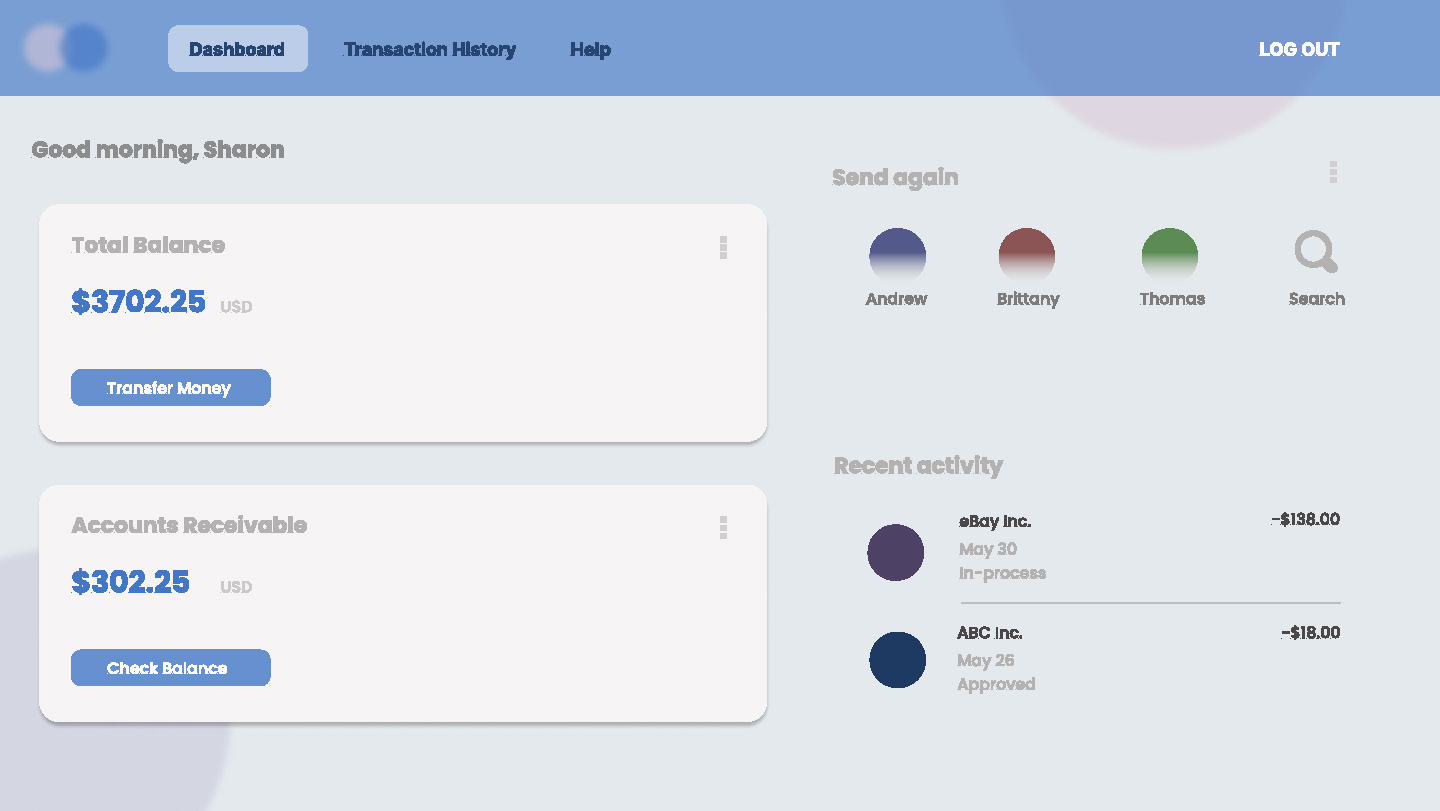 Dashboard
Transaction History
Help
LOG OUT
Good morning, Sharon
Total Balance
$3702.25 USD
Transfer Money
Accounts Receivable
$302.25 USD
Check Balance
Send again
Andrew
Brittany
Thomas
Search
Recent activity
eBay Inc. -$138.00
May 30
In-process
ABC Inc. -$18.00
May 26
Approved